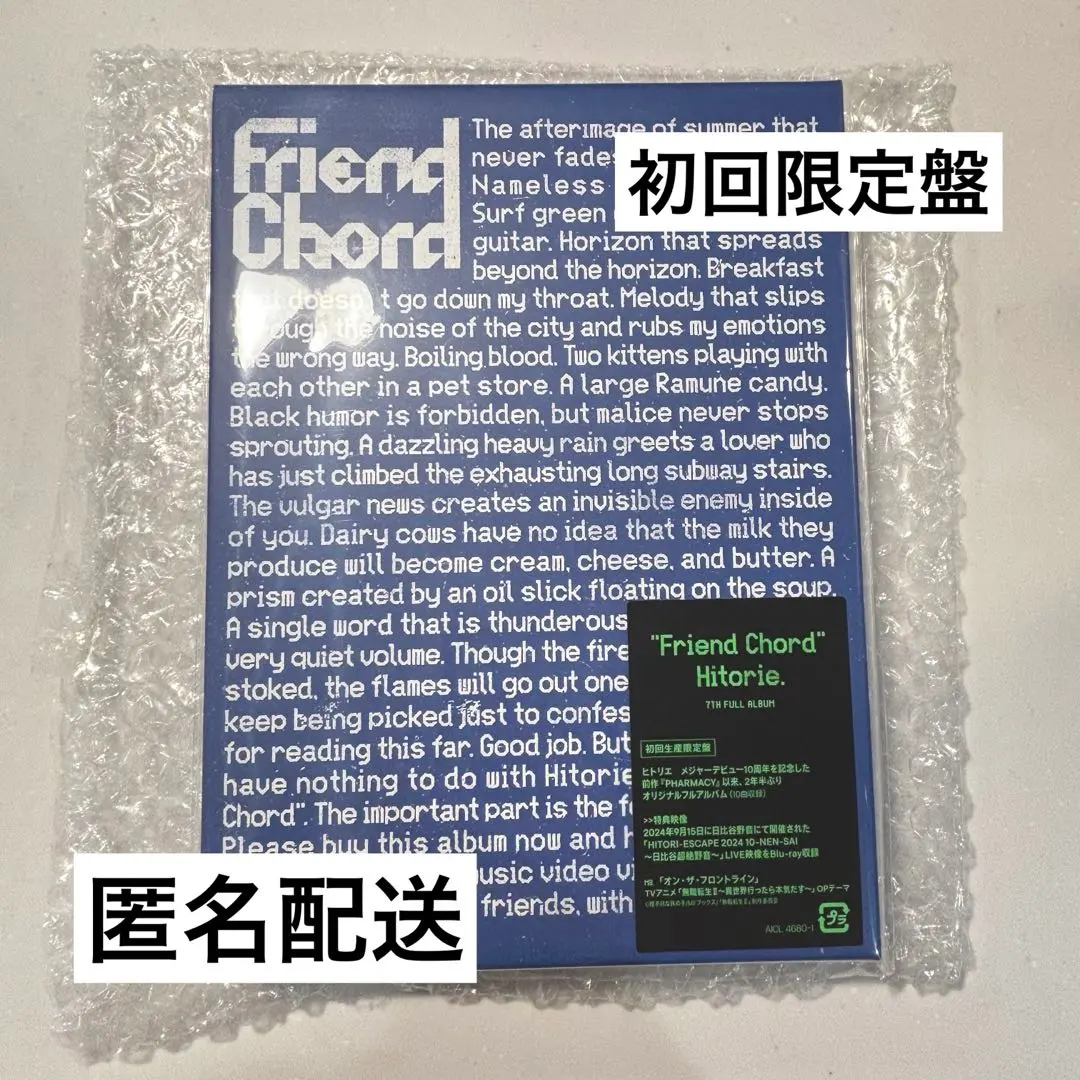 Friend
Chord
The afterimage of summer that
never fades
Nameless
Surf green
guitar. Horizon that spreads
beyond the horizon. Breakfast
that doesn't go down my throat. Melody that slips
through the noise of the city and rubs my emotions
the wrong way. Boiling blood. Two kittens playing with
each other in a pet store. A large Ramune candy.
Black humor is forbidden, but malice never stops
sprouting. A dazzling heavy rain greets a lover who
has just climbed the exhausting long subway stairs.
The vulgar news creates an invisible enemy inside
of you. Dairy cows have no idea that the milk they
produce will become cream, cheese, and butter. A
prism created by an oil slick floating on the soup.
A single word that is thunderous
very quiet volume. Though the fire
stoked, the flames will go out one
keep being picked just to confes
for reading this far. Good job. But
have nothing to do with Hitorie
Chord". The important part is the f
Please buy this album now and h
usic video vi
friends, with
初回限定盤
匿名配送
"Friend Chord"
Hitorie.
7TH FULL ALBUM
初回生産限定盤
ヒトリエ メジャーデビュー10周年を記念した
前作『PHARMACY』以来、2年半ぶり
オリジナルフルアルバム(10曲収録)
>>特典映像
2024年9月15日に日比谷野音にて開催された
「HITORI-ESCAPE 2024 10-NEN-SAI
～日比谷超絶野音～」LIVE映像をBlu-ray収録
「オン・ザ・フロントライン」
TVアニメ「無職転生Ⅱ ～異世界行ったら本気だす～」OPテーマ
プラ
AICL 4680-1